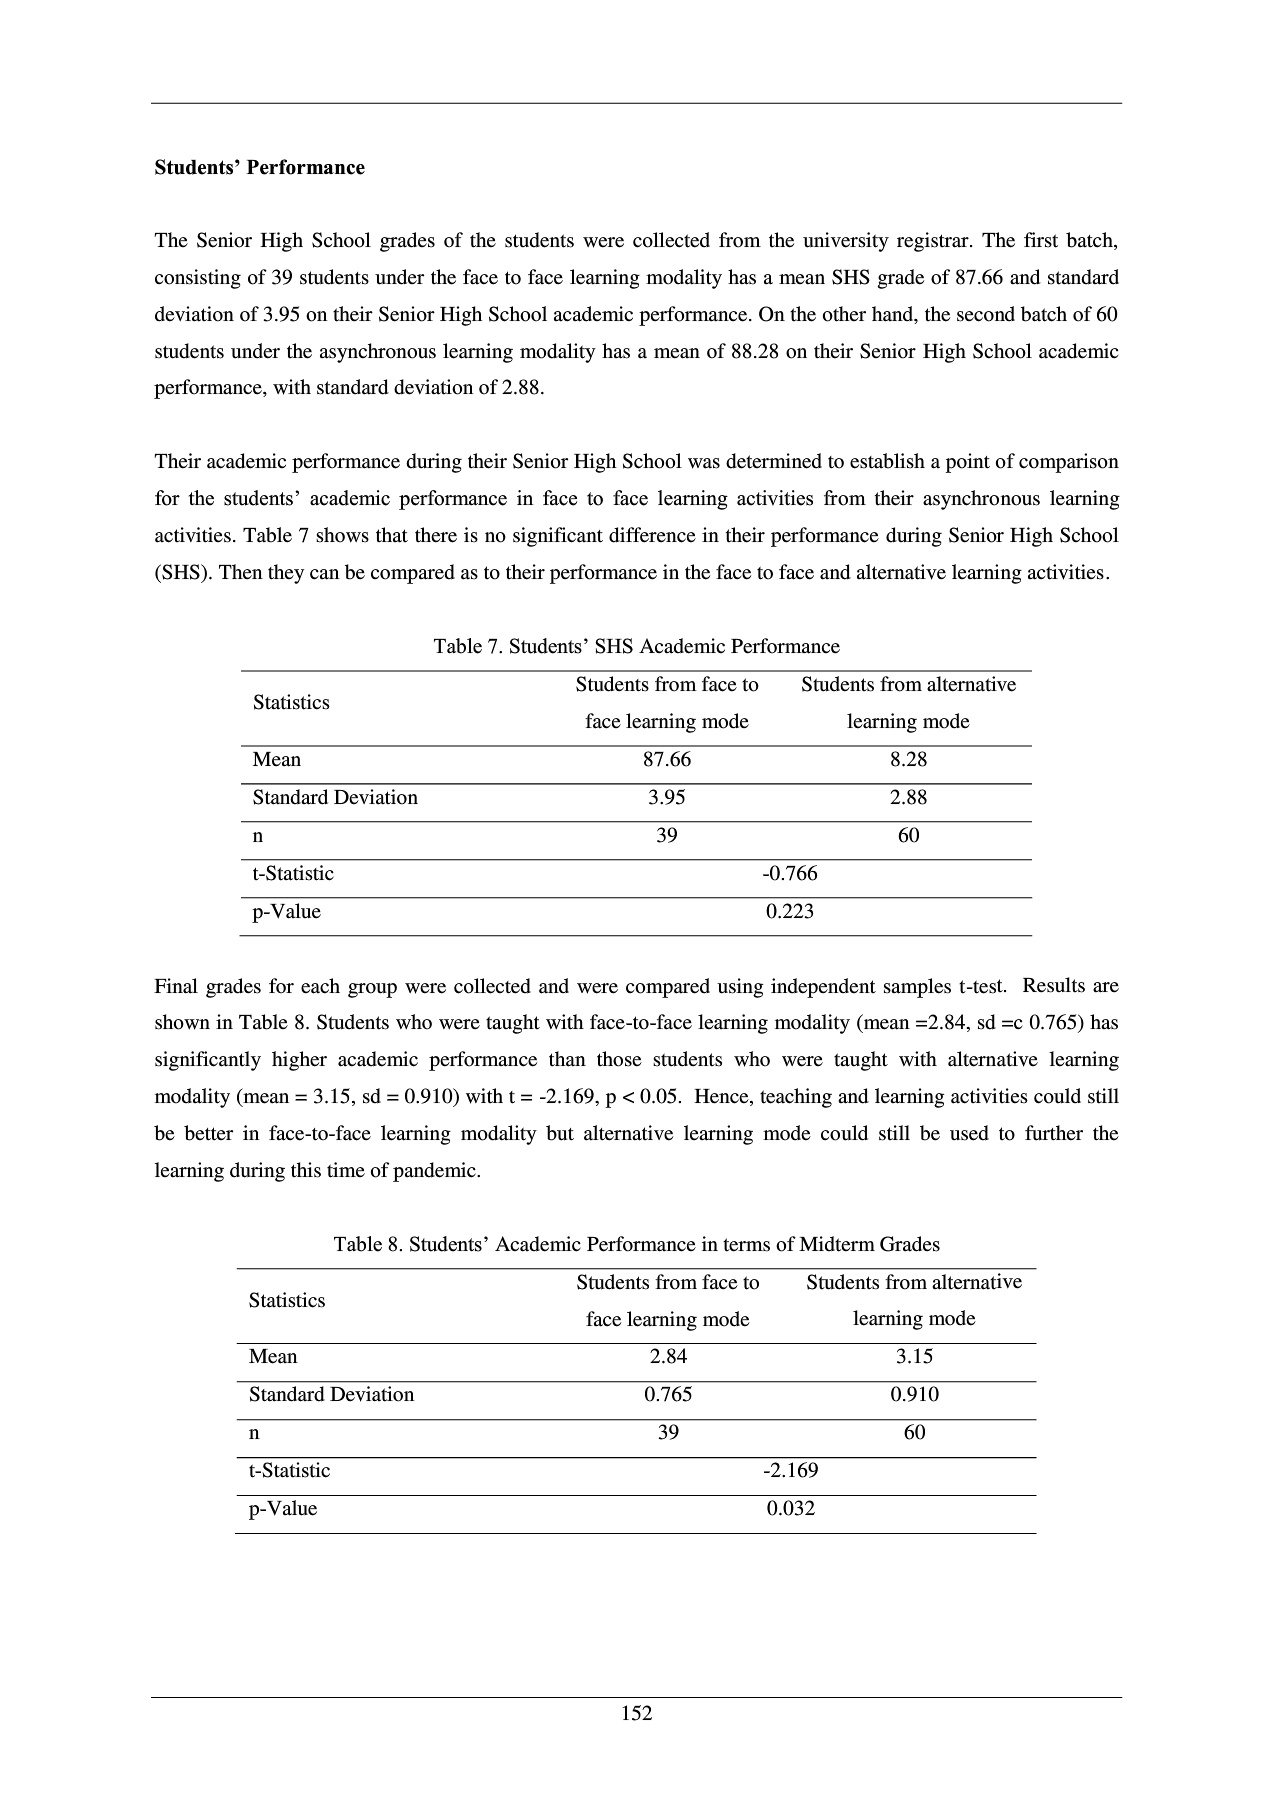 Students’ Performance
The Senior High School grades of the students were collected from the university registrar. The first batch,
consisting of 39 students under the face to face learning modality has a mean SHS grade of 87.66 and standard
deviation of 3.95 on their Senior High School academic performance. On the other hand, the second batch of 60
students under the asynchronous learning modality has a mean of 88.28 on their Senior High School academic
performance, with standard deviation of 2.88.
Their academic performance during their Senior High School was determined to establish a point of comparison
for the students’ academic performance in face to face learning activities from their asynchronous learning
activities. Table 7 shows that there is no significant difference in their performance during Senior High School
(SHS). Then they can be compared as to their performance in the face to face and alternative learning activities.
Table 7. Students’ SHS Academic Performance
Statistics
Students from face to
face learning mode
Students from alternative
learning mode
Mean 87.66 8.28
Standard Deviation 3.95 2.88
n 39 60
t-Statistic -0.766
p-Value 0.223
Final grades for each group were collected and were compared using independent samples t-test. Results are
shown in Table 8. Students who were taught with face-to-face learning modality (mean =2.84, sd =c 0.765) has
significantly higher academic performance than those students who were taught with alternative learning
modality (mean = 3.15, sd = 0.910) with t = -2.169, p < 0.05. Hence, teaching and learning activities could still
be better in face-to-face learning modality but alternative learning mode could still be used to further the
learning during this time of pandemic.
Table 8. Students’ Academic Performance in terms of Midterm Grades
Statistics
Students from face to
face learning mode
Students from alternative
learning mode
Mean 2.84 3.15
Standard Deviation 0.765 0.910
n 39 60
t-Statistic -2.169
p-Value 0.032
152